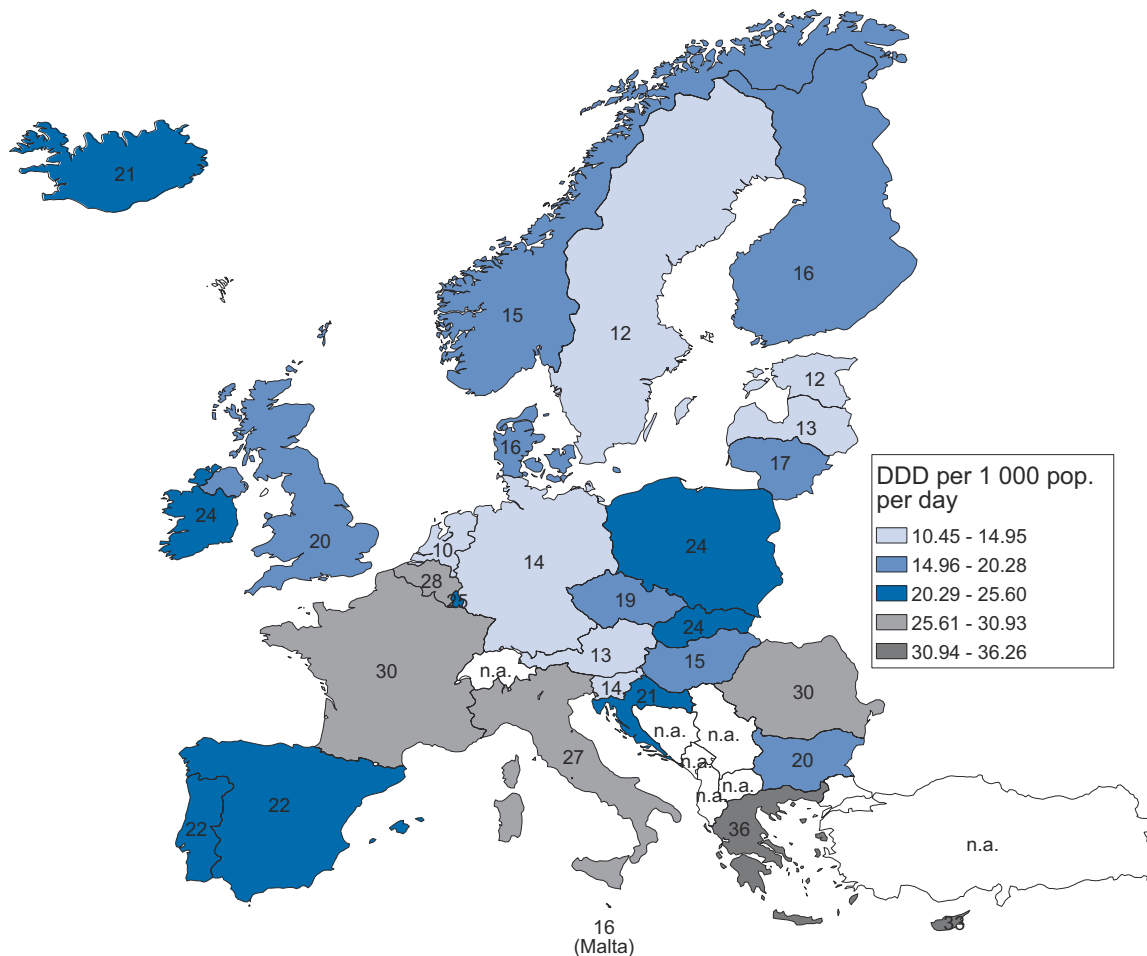 21
16
15
12
12
13
16
17
DDD per 1 000 pop.
per day
10.45 - 14.95
14.96 - 20.28
20.29 - 25.60
25.61 - 30.93
30.94 - 36.26
24
20
10
14
24
28
25
19
24
13
15
n.a.
30
14
21
30
n.a.
n.a.
27
n.a.
20
n.a.
n.a.
22
22
36
n.a.
33
16
(Malta)